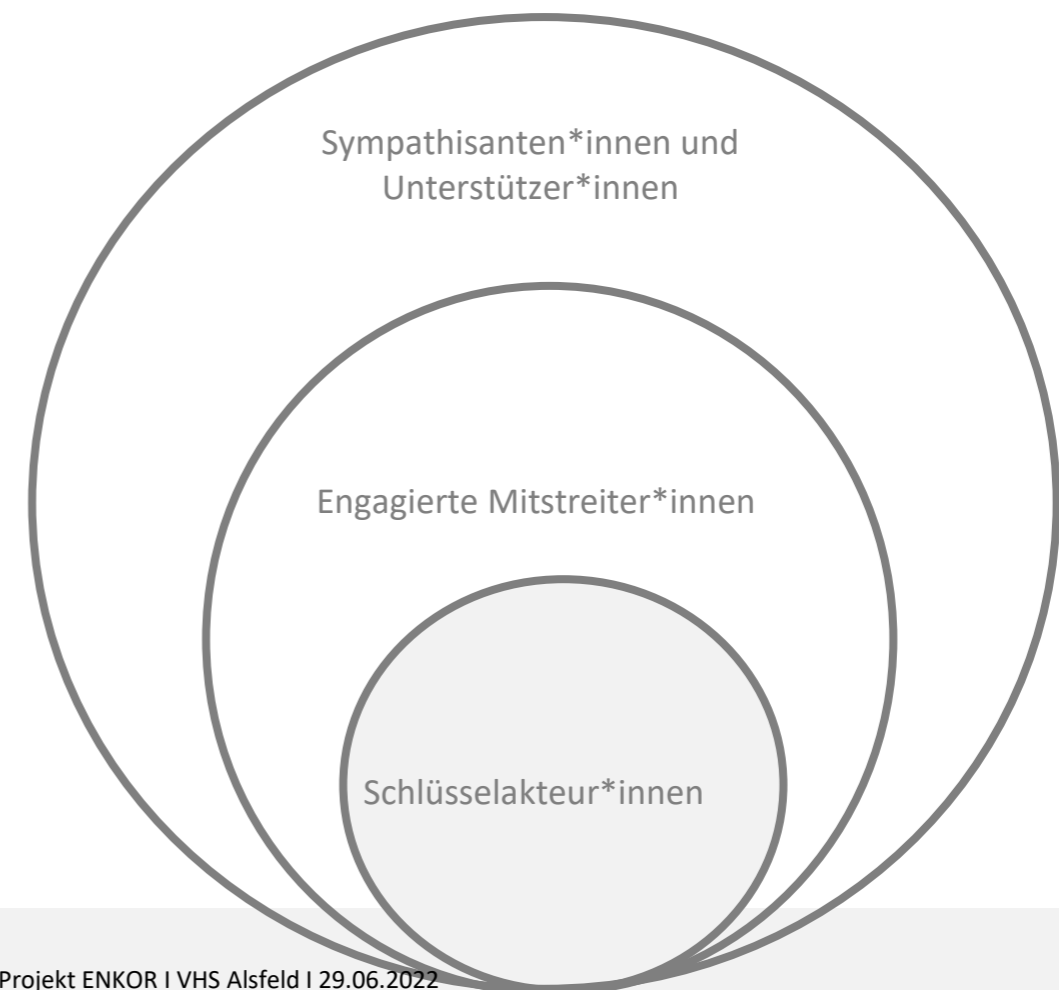 Sympathisanten*innen und
Unterstützer*innen
Engagierte Mitstreiter*innen
Schlüsselakteur*innen
Projekt ENKOR I VHS Alsfeld I 29.06.2022